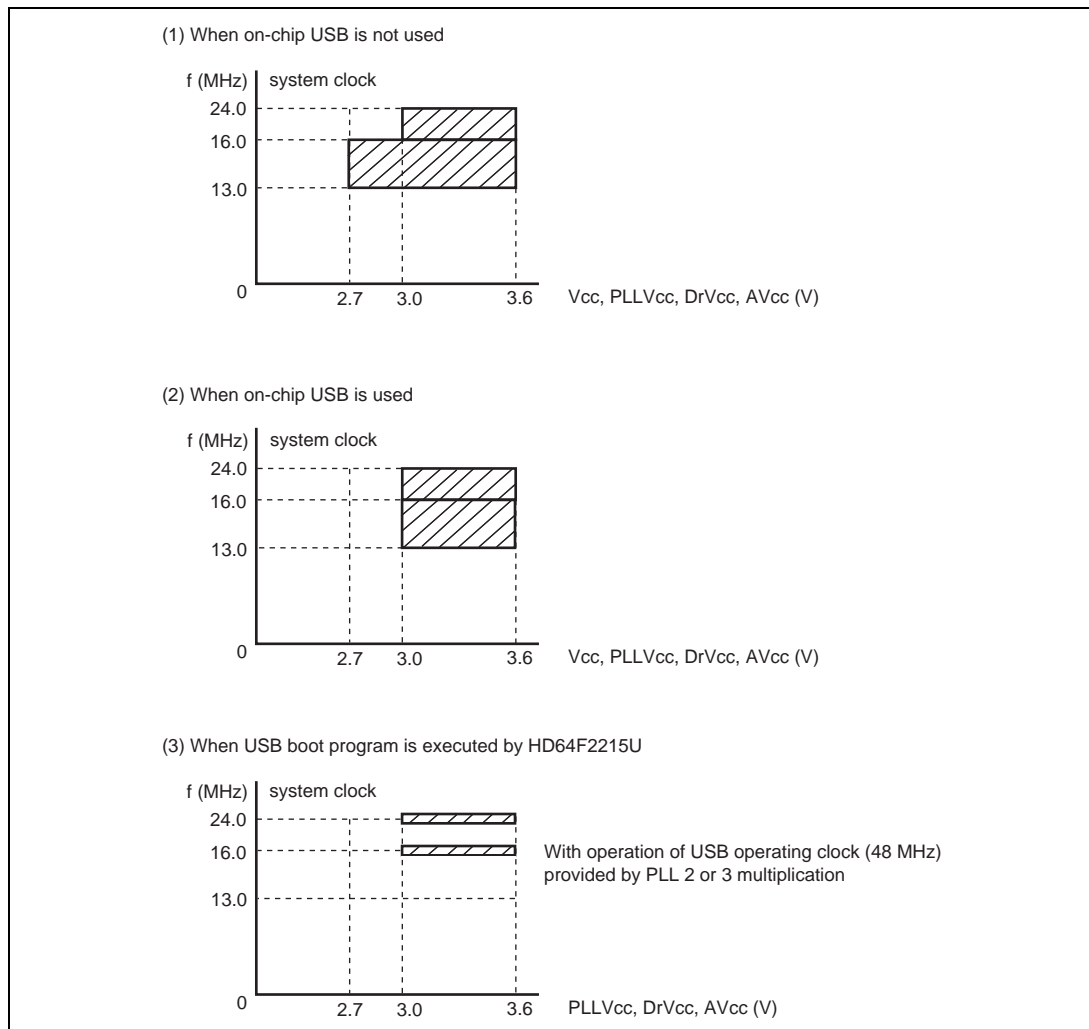 (1) When on-chip USB is not used
f (MHz) system clock
24.0
16.0
13.0
0
2.7 3.0 3.6 Vcc, PLLVcc, DrVcc, AVcc (V)
(2) When on-chip USB is used
f (MHz) system clock
24.0
16.0
13.0
0
2.7 3.0 3.6 Vcc, PLLVcc, DrVcc, AVcc (V)
(3) When USB boot program is executed by HD64F2215U
f (MHz) system clock
24.0
16.0 With operation of USB operating clock (48 MHz)
provided by PLL 2 or 3 multiplication
13.0
0
2.7 3.0 3.6 PLLVcc, DrVcc, AVcc (V)